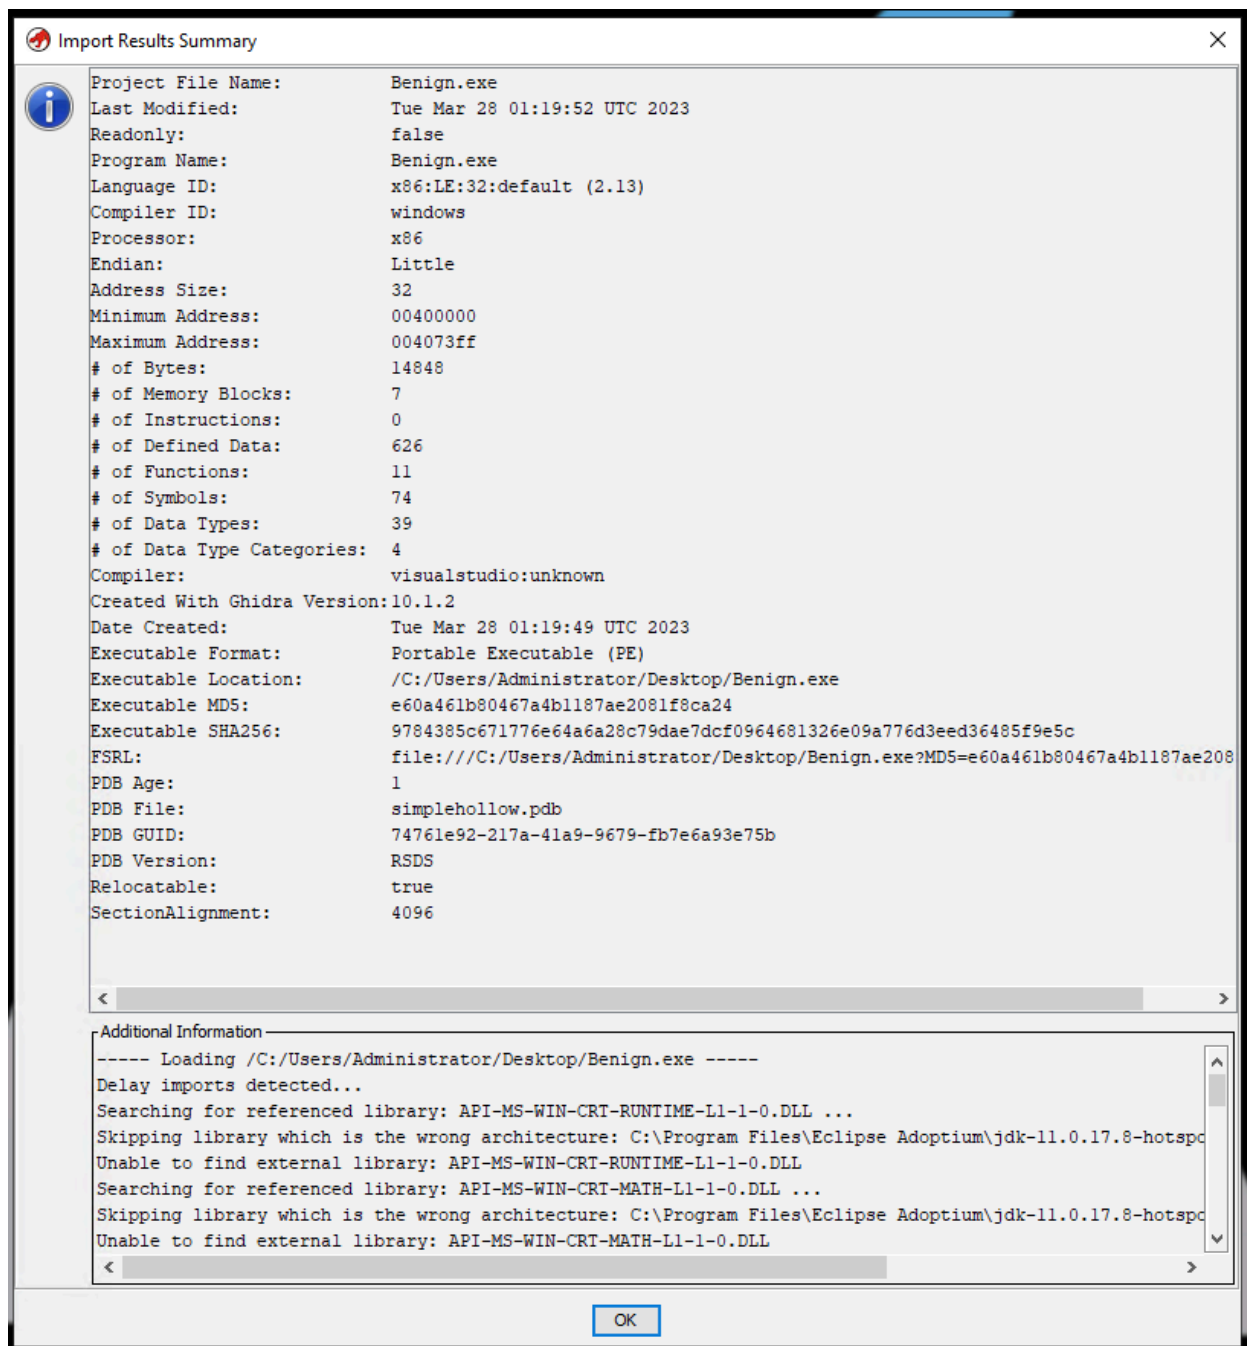 Import Results Summary
Project File Name: Benign.exe
Last Modified: Tue Mar 28 01:19:52 UTC 2023
Readonly: false
Program Name: Benign.exe
Language ID: x86:LE:32:default (2.13)
Compiler ID: windows
Processor: x86
Endian: Little
Address Size: 32
Minimum Address: 00400000
Maximum Address: 004073ff
# of Bytes: 14848
# of Memory Blocks: 7
# of Instructions: 0
# of Defined Data: 626
# of Functions: 11
# of Symbols: 74
# of Data Types: 39
# of Data Type Categories: 4
Compiler: visualstudio:unknown
Created With Ghidra Version: 10.1.2
Date Created: Tue Mar 28 01:19:49 UTC 2023
Executable Format: Portable Executable (PE)
Executable Location: /C:/Users/Administrator/Desktop/Benign.exe
Executable MD5: e60a461b80467a4b1187ae2081f8ca24
Executable SHA256: 9784385c671776e64a6a28c79dae7dcf0964681326e09a776d3eed36485f9e5c
FSRL: file:///C:/Users/Administrator/Desktop/Benign.exe?MD5=e60a461b80467a4b1187ae208
PDB Age: 1
PDB File: simplehollow.pdb
PDB GUID: 74761e92-217a-41a9-9679-fb7e6a93e75b
PDB Version: RSDS
Relocatable: true
SectionAlignment: 4096
Additional Information
----- Loading /C:/Users/Administrator/Desktop/Benign.exe -----
Delay imports detected...
Searching for referenced library: API-MS-WIN-CRT-RUNTIME-L1-1-0.DLL ...
Skipping library which is the wrong architecture: C:\Program Files\Eclipse Adoptium\jdk-11.0.17.8-hotspo
Unable to find external library: API-MS-WIN-CRT-RUNTIME-L1-1-0.DLL
Searching for referenced library: API-MS-WIN-CRT-MATH-L1-1-0.DLL ...
Skipping library which is the wrong architecture: C:\Program Files\Eclipse Adoptium\jdk-11.0.17.8-hotspo
Unable to find external library: API-MS-WIN-CRT-MATH-L1-1-0.DLL
OK